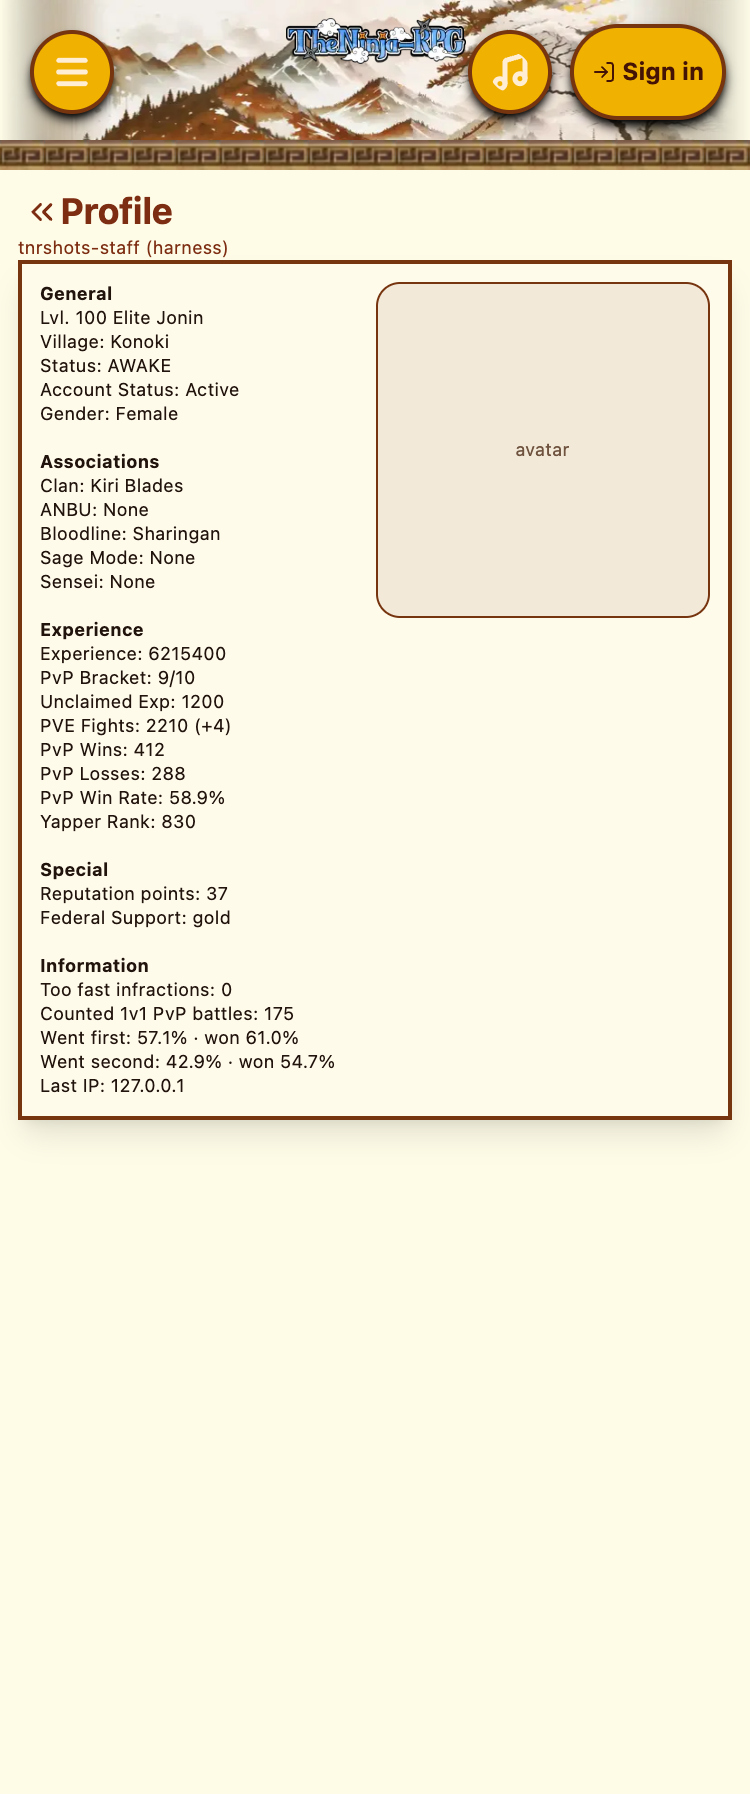 TheNinja-RPG
Sign in
Profile
tnrshots-staff (harness)
General
Lvl. 100 Elite Jonin
Village: Konoki
Status: AWAKE
Account Status: Active
Gender: Female
Associations
Clan: Kiri Blades
ANBU: None
Bloodline: Sharingan
Sage Mode: None
Sensei: None
Experience
Experience: 6215400
PvP Bracket: 9/10
Unclaimed Exp: 1200
PVE Fights: 2210 (+4)
PvP Wins: 412
PvP Losses: 288
PvP Win Rate: 58.9%
Yapper Rank: 830
Special
Reputation points: 37
Federal Support: gold
Information
Too fast infractions: 0
Counted 1v1 PvP battles: 175
Went first: 57.1% · won 61.0%
Went second: 42.9% · won 54.7%
Last IP: 127.0.0.1
avatar